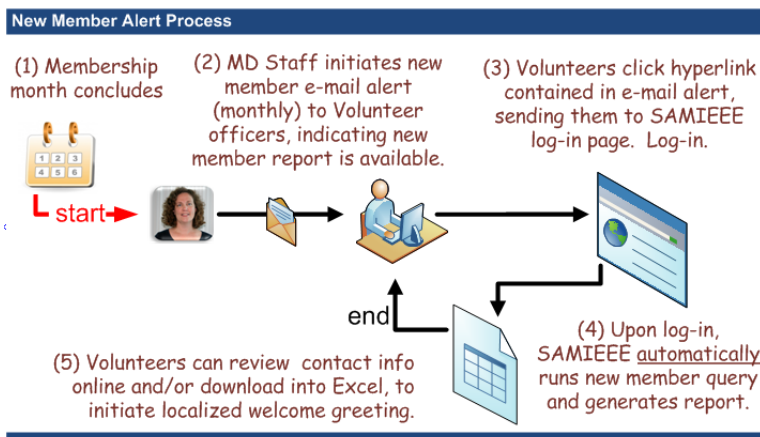 New Member Alert Process
(1) Membership
month concludes
(2) MD Staff initiates new
member e-mail alert
(monthly) to Volunteer
officers, indicating new
member report is available.
(3) Volunteers click hyperlink
contained in e-mail alert,
sending them to SAMIEEE
log-in page. Log-in.
1 2 3
4 5 6
start
end
(4) Upon log-in,
SAMIEEE automatically
runs new member query
and generates report.
(5) Volunteers can review contact info
online and/or download into Excel, to
initiate localized welcome greeting.